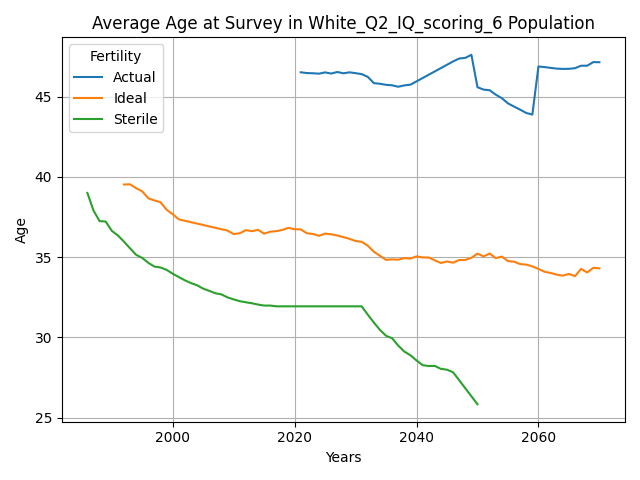 Average Age at Survey in White_Q2_IQ_scoring_6 Population
Fertility
Actual
Ideal
Sterile
45
40
35
30
25
Age
2000
2020
2040
2060
Years